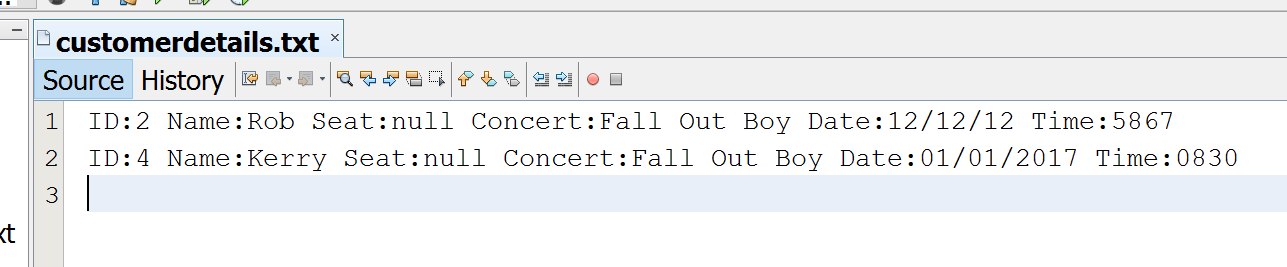 customerdetails.txt
Source History
1 ID:2 Name:Rob Seat:null Concert:Fall Out Boy Date:12/12/12 Time:5867
2 ID:4 Name:Kerry Seat:null Concert:Fall Out Boy Date:01/01/2017 Time:0830
3
xt